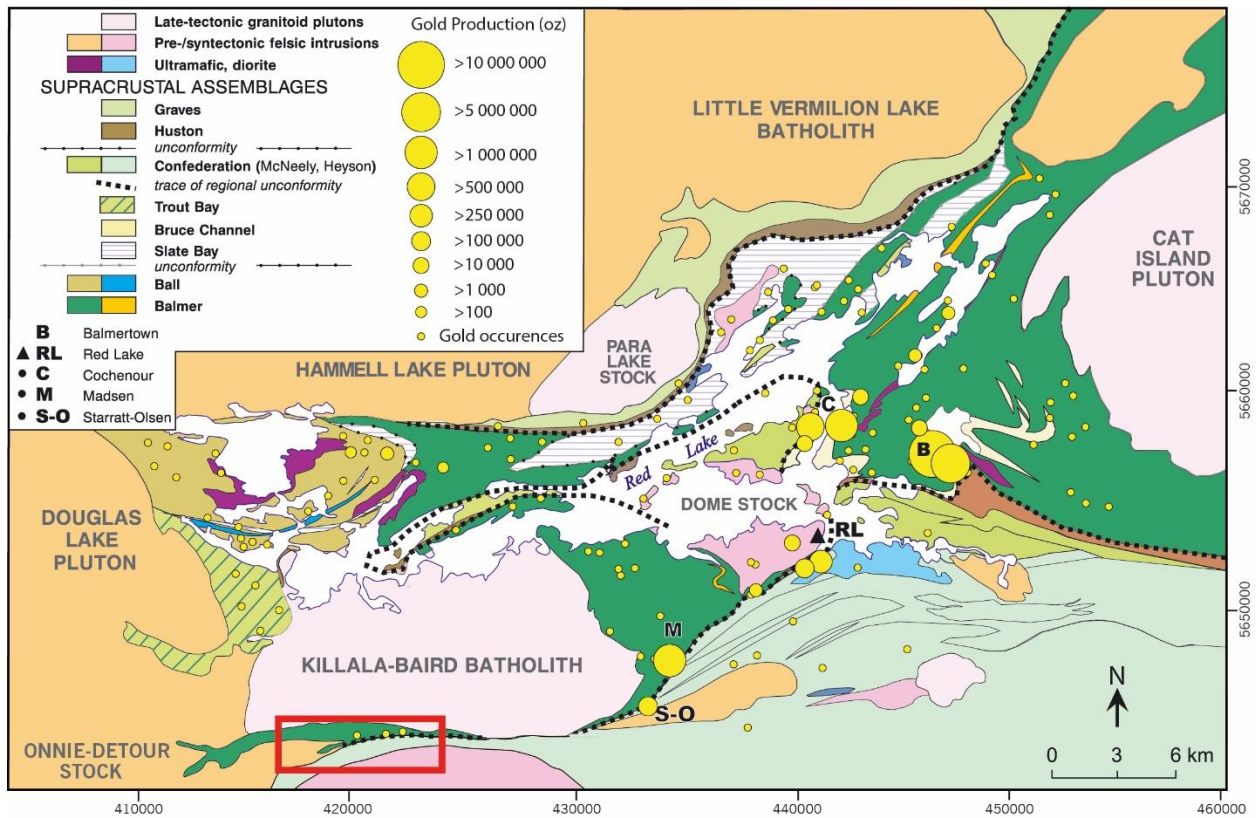 Late-tectonic granitoid plutons
Pre-/syntectonic felsic intrusions
Ultramafic, diorite
SUPRACRUSTAL ASSEMBLAGES
Graves
Huston
unconformity
Confederation (McNeely, Heyson)
trace of regional unconformity
Trout Bay
Bruce Channel
Slate Bay
unconformity
Ball
Balmer
B Balmertown
RL Red Lake
C Cochenour
M Madsen
S-O Starratt-Olsen
Gold Production (oz)
>10 000 000
>5 000 000
>1 000 000
>500 000
>250 000
>100 000
>10 000
>1 000
>100
Gold occurences
LITTLE VERMILION LAKE
BATHOLITH
CAT
ISLAND
PLUTON
PARA
LAKE
STOCK
HAMMELL LAKE PLUTON
C
Red Lake
B
DOME STOCK
RL
DOUGLAS
LAKE
PLUTON
M
KILLALA-BAIRD BATHOLITH
S-O
ONNIE-DETOUR
STOCK
N
0 3 6 km
5670000
5660000
5650000
410000 420000 430000 440000 450000 460000